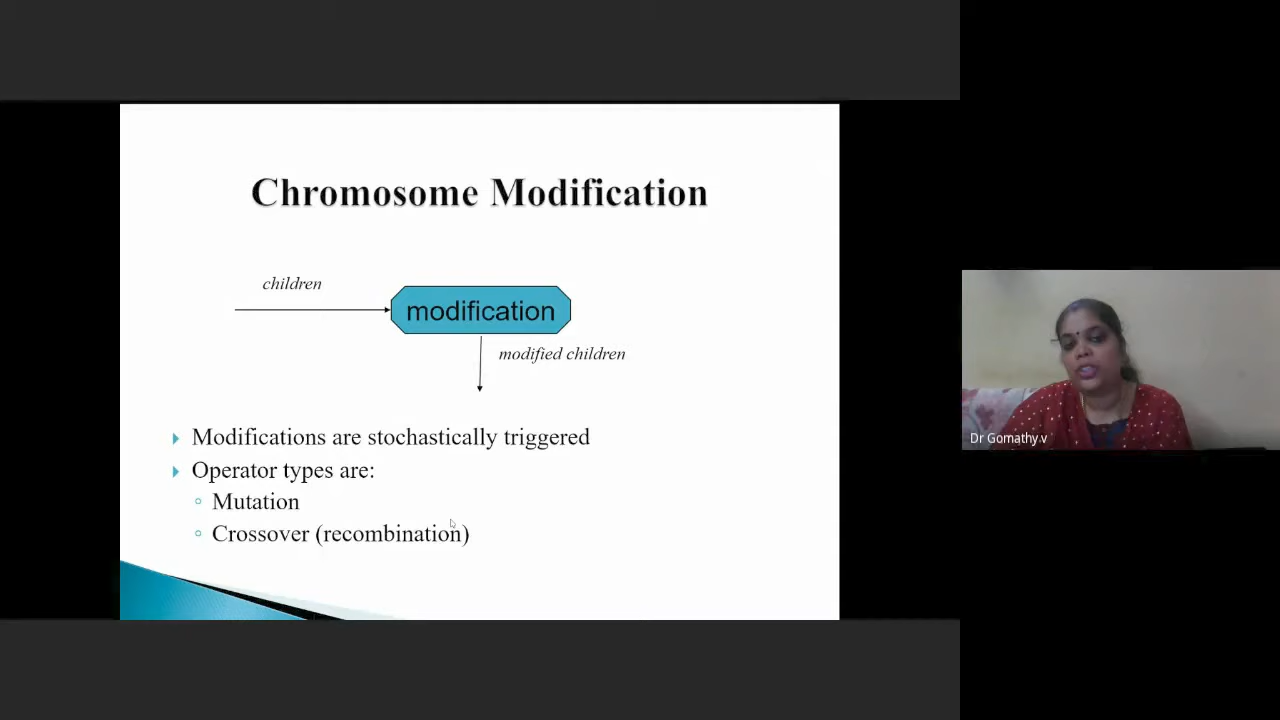 Chromosome Modification
children
modification
modified children
Modifications are stochastically triggered
Operator types are:
Mutation
Crossover (recombination)
Dr Gomathy.v